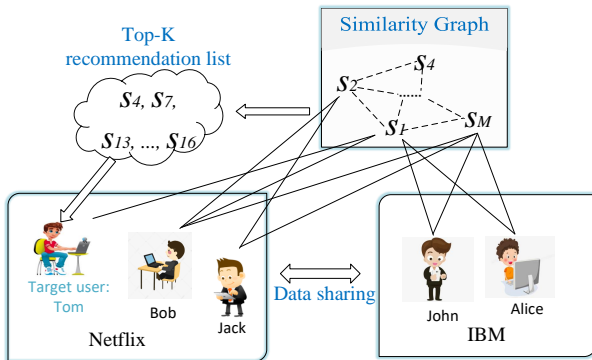 Top-K
recommendation list
Similarity Graph
S4
S2
......
S1
SM
S4, S7,
S13, ..., S16
Target user:
Tom
Bob
Jack
Netflix
Data sharing
John
Alice
IBM